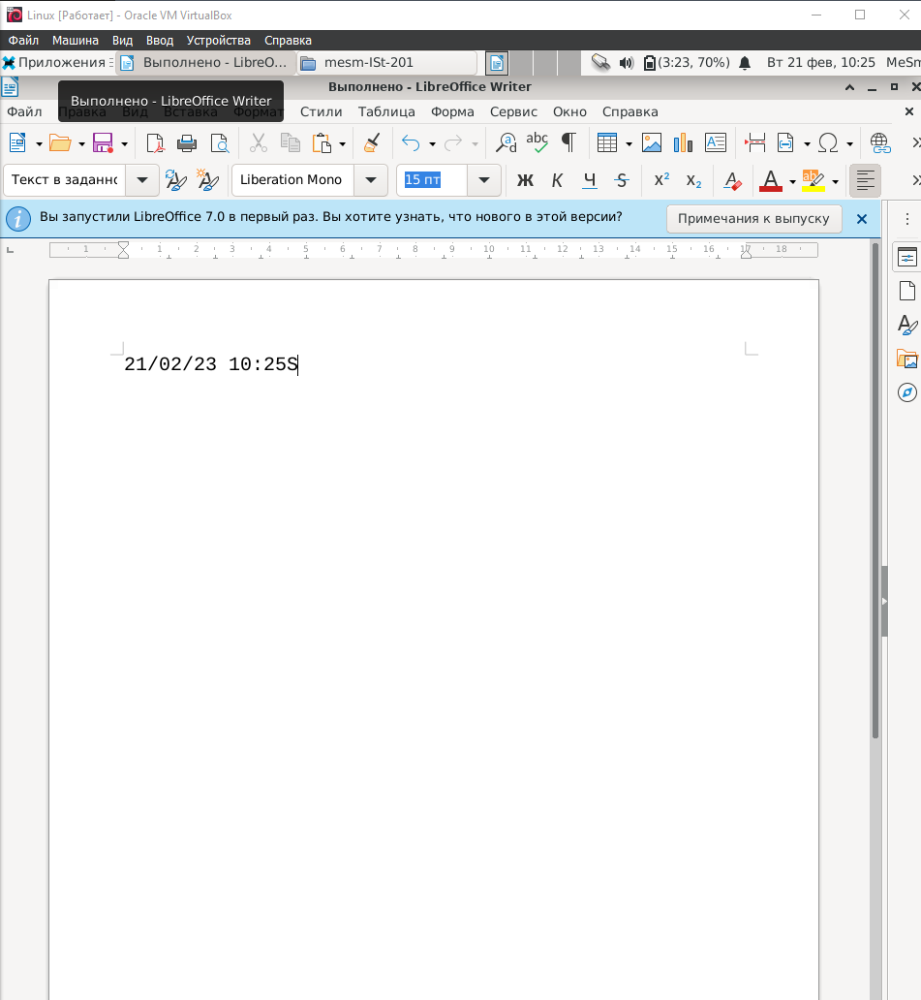 Linux [Работает] - Oracle VM VirtualBox
Файл Машина Вид Ввод Устройства Справка
Приложения Выполнено - LibreO... mesm-ISt-201 (3:23, 70%) Вт 21 фев, 10:25 MeSm
Выполнено - LibreOffice Writer
Выполнено - LibreOffice Writer
Файл Правка Вид Вставка Формат Стили Таблица Форма Сервис Окно Справка
abc
Текст в заданно Liberation Mono 15 пт Ж К Ч S X² X₂ A A ab
Вы запустили LibreOffice 7.0 в первый раз. Вы хотите узнать, что нового в этой версии? Примечания к выпуску
1 1 2 3 4 5 6 7 8 9 10 11 12 13 14 15 16 17 18
21/02/23 10:25S